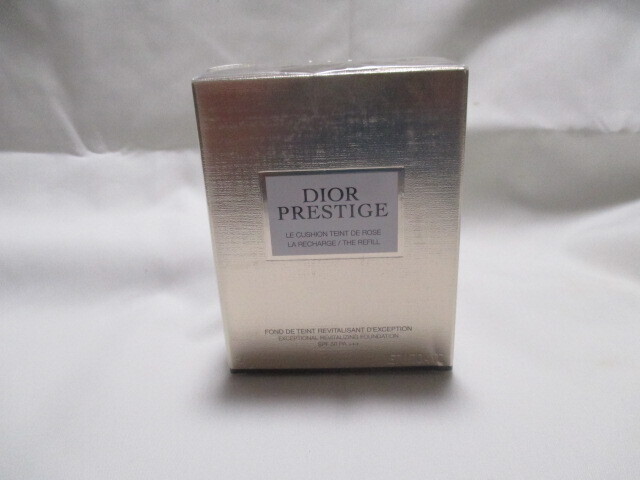 DIOR
PRESTIGE
LE CUSHION TEINT DE ROSE
LA RECHARGE / THE REFILL
FOND DE TEINT REVITALISANT D'EXCEPTION
EXCEPTIONAL REVITALIZING FOUNDATION